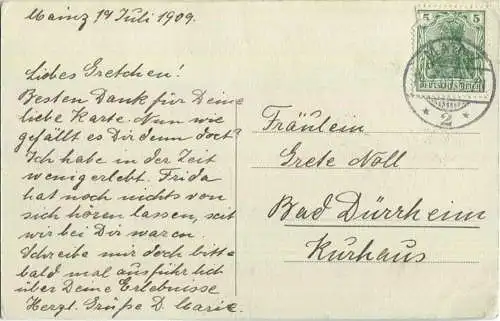 Mainz 19 Juli 1909.
Liebes Gretchen!
Besten Dank für Deine
liebe Karte. Nun wie
gefällt es Dir denn dort?
Ich habe in der Zeit
wenig erlebt. Frida
hat noch nichts von
sich hören lassen, seit
wir bei Dir waren.
Schreibe mir doch bitte
bald mal ausführlich
über Deine Erlebnisse
Herzl. Grüße D. Marie.
5 5
DEUTSCHES REICH
* 2 *
Fräulein
Grete Noll
Bad Dürrheim
Kurhaus